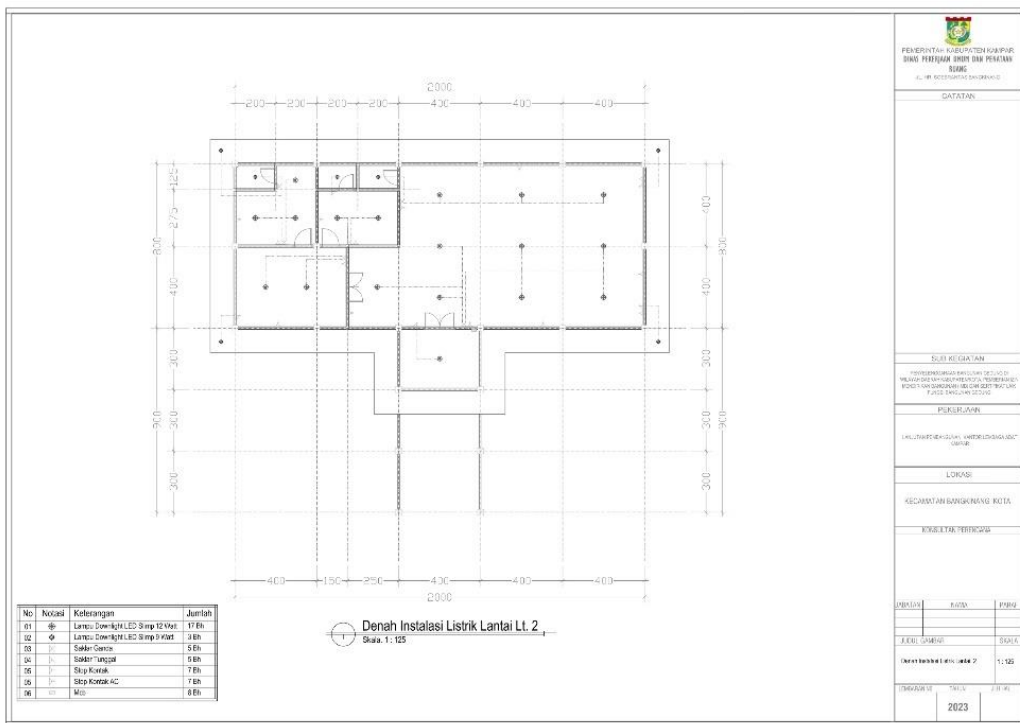 2000
200 200 200 200 400 400 400
125
275
400
800
800
400
400
300
300
300
900
900
300
300
300
400 150 250 400 400 400
2000
Denah Instalasi Listrik Lantai Lt. 2
1
Skala. 1 : 125
No Notasi Keterangan Jumlah
01 Lampu Downlight LED Slimp 12 Watt 17 Bh
02 Lampu Downlight LED Slimp 9 Watt 3 Bh
03 Saklar Ganda 5 Bh
04 Saklar Tunggal 5 Bh
05 Stop Kontak 7 Bh
05 Stop Kontak AC 7 Bh
06 Mcb 8 Bh
PEMERINTAH KABUPATEN KAMPAR
DINAS PEKERJAAN UMUM DAN PENATAAN
RUANG
CATATAN
SUB KEGIATAN
PEKERJAAN
LOKASI
KECAMATAN BANGKINANG KOTA
KONSULTAN PERENCANA
JABATAN NAMA PARAF
JUDUL GAMBAR SKALA
Denah Instalasi Listrik Lantai 2 1 : 125
TAHUN
2023